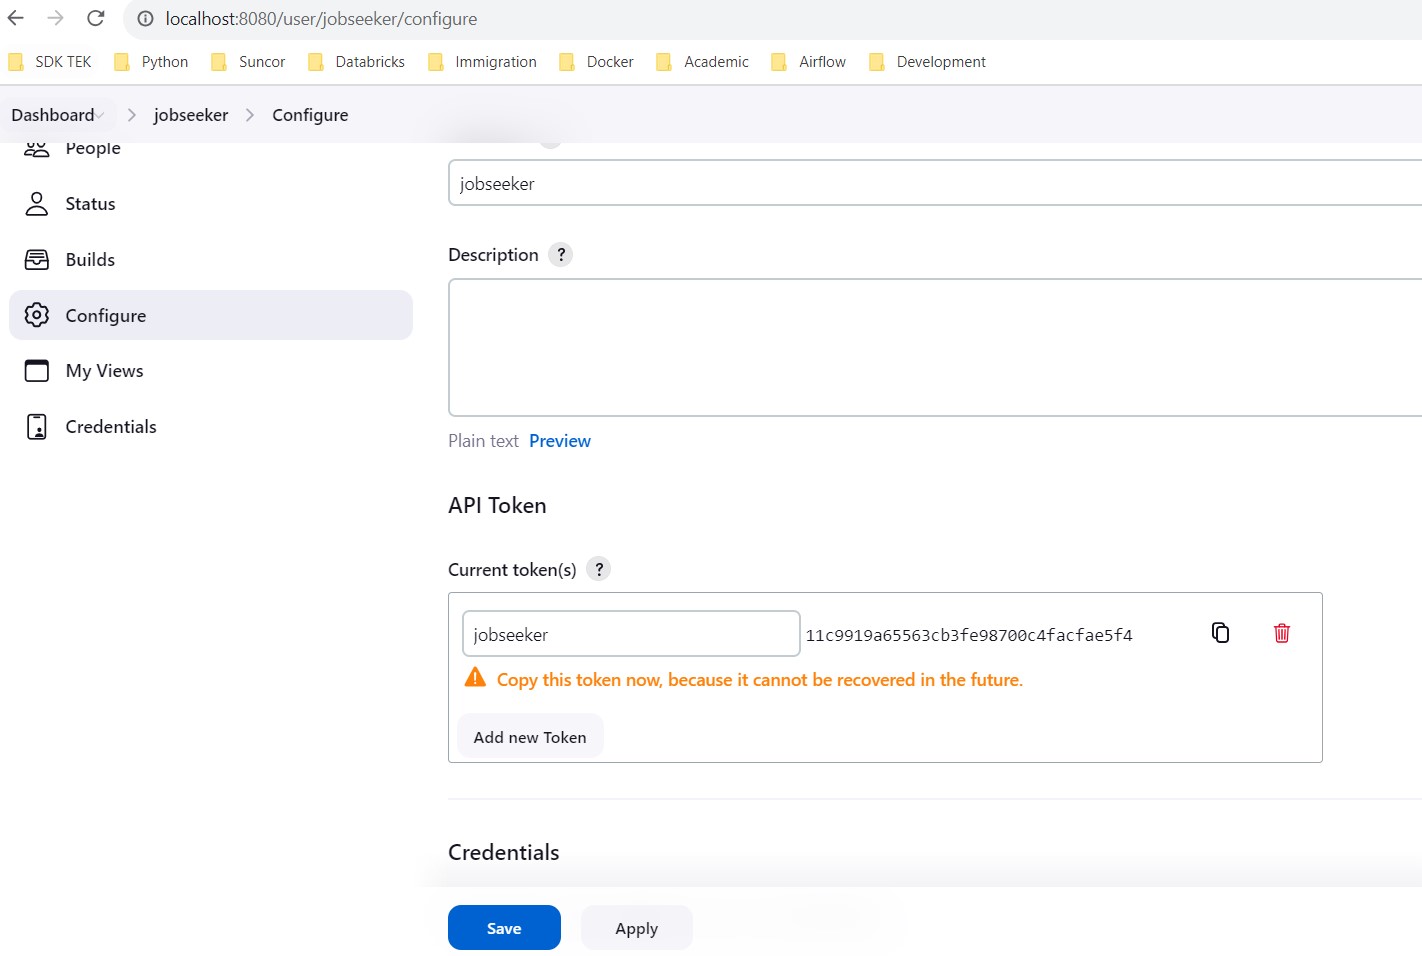 localhost:8080/user/jobseeker/configure
SDK TEK Python Suncor Databricks Immigration Docker Academic Airflow Development
Dashboard jobseeker Configure
People
Status
Builds
Configure
My Views
Credentials
jobseeker
Description ?
Plain text Preview
API Token
Current token(s) ?
jobseeker 11c9919a65563cb3fe98700c4facfae5f4
Copy this token now, because it cannot be recovered in the future.
Add new Token
Credentials
Save Apply